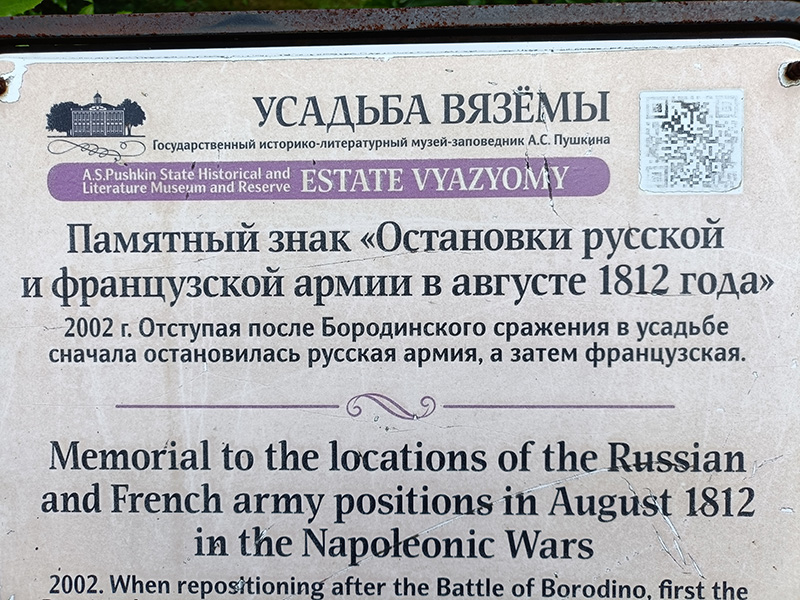 УСАДЬБА ВЯЗЁМЫ
Государственный историко-литературный музей-заповедник А.С. Пушкина
A.S.Pushkin State Historical and
Literature Museum and Reserve
ESTATE VYAZYOMY
Памятный знак «Остановки русской
и французской армии в августе 1812 года»
2002 г. Отступая после Бородинского сражения в усадьбе
сначала остановилась русская армия, а затем французская.
Memorial to the locations of the Russian
and French army positions in August 1812
in the Napoleonic Wars
2002. When repositioning after the Battle of Borodino, first the